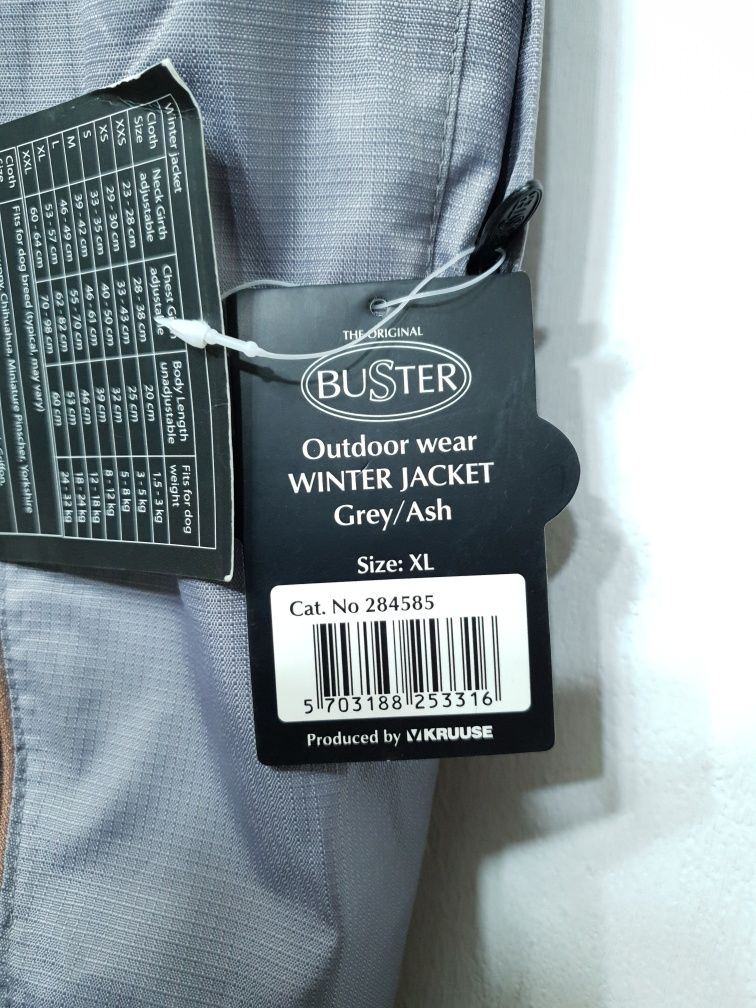 Winter jacket
Cloth Size Neck Girth adjustable Chest adjustable Body Length unadjustable Fits for dog weight
XXS 23 - 28 cm 28 - 38 cm 20 cm 1.5 - 3 kg
XS 29 - 30 cm 33 - 43 cm 25 cm 3 - 5 kg
S 33 - 35 cm 40 - 50 cm 32 cm 5 - 8 kg
M 39 - 42 cm 46 - 61 cm 39 cm 8 - 12 kg
L 46 - 49 cm 55 - 70 cm 46 cm 12 - 18 kg
XL 53 - 57 cm 62 - 82 cm 53 cm 18 - 24 kg
XXL 60 - 64 cm 70 - 98 cm 60 cm 24 - 32 kg
Cloth Size Fits for dog breed (typical, may vary)
Chihuahua, Miniature Pinscher, Yorkshire
Griffon,
THE ORIGINAL
BUSTER
Outdoor wear
WINTER JACKET
Grey/Ash
Size: XL
Cat. No 284585
5 703188 253316
Produced by KRUUSE